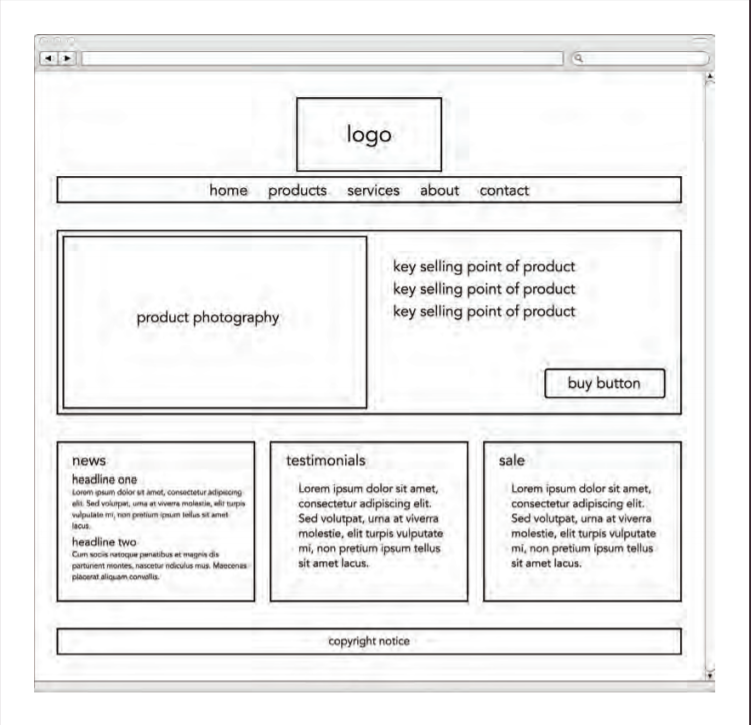 logo
home products services about contact
product photography
key selling point of product
key selling point of product
key selling point of product
buy button
news
headline one
Lorem ipsum dolor sit amet, consectetur adipiscing
elit. Sed volutpat, urna at viverra molestie, elit turpis
vulputate mi, non pretium ipsum tellus sit amet
lacus.
headline two
Cum sociis natoque penatibus et magnis dis
parturient montes, nascetur ridiculus mus. Maecenas
placerat aliquam convallis.
testimonials
Lorem ipsum dolor sit amet,
consectetur adipiscing elit.
Sed volutpat, urna at viverra
molestie, elit turpis vulputate
mi, non pretium ipsum tellus
sit amet lacus.
sale
Lorem ipsum dolor sit amet,
consectetur adipiscing elit.
Sed volutpat, urna at viverra
molestie, elit turpis vulputate
mi, non pretium ipsum tellus
sit amet lacus.
copyright notice